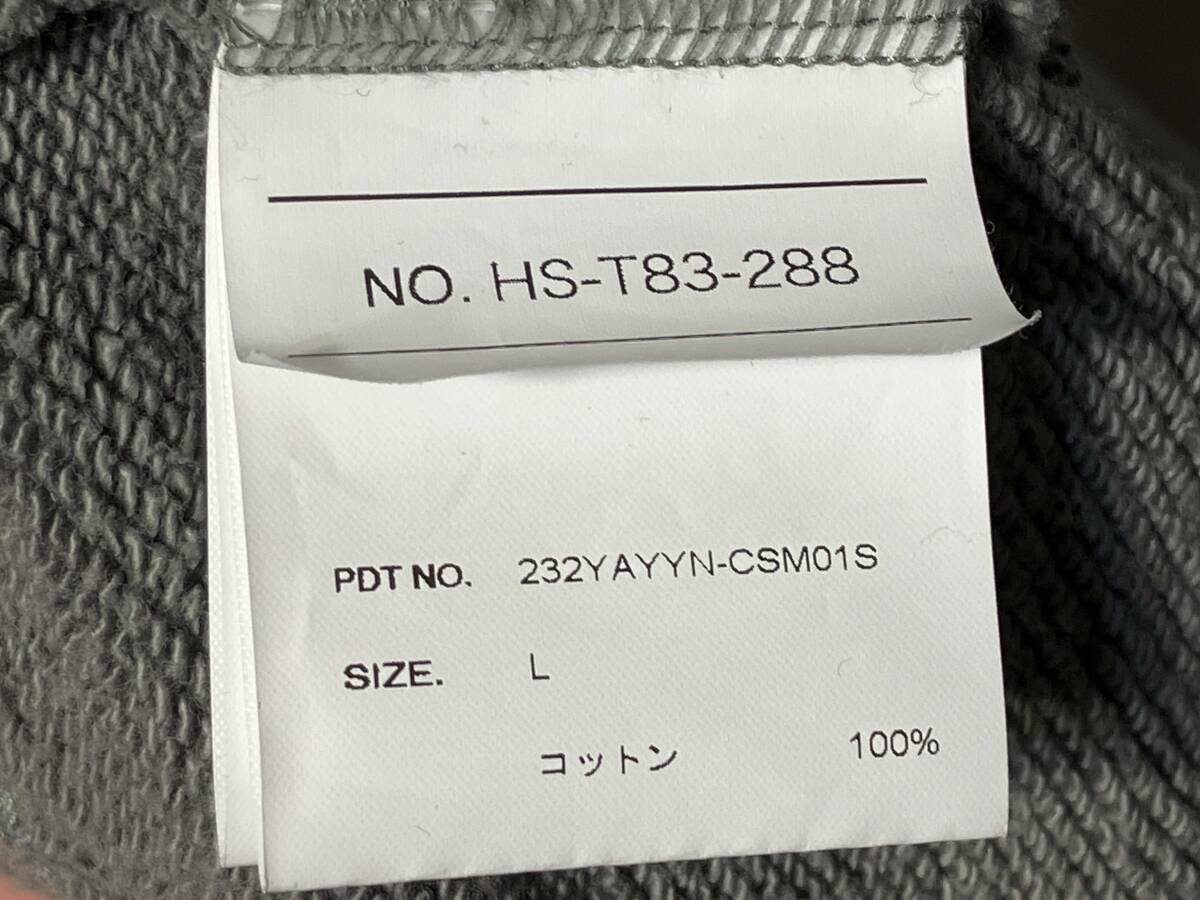 NO. HS-T83-288
PDT NO. 232YAYYN-CSM01S
SIZE. L
コットン 100%